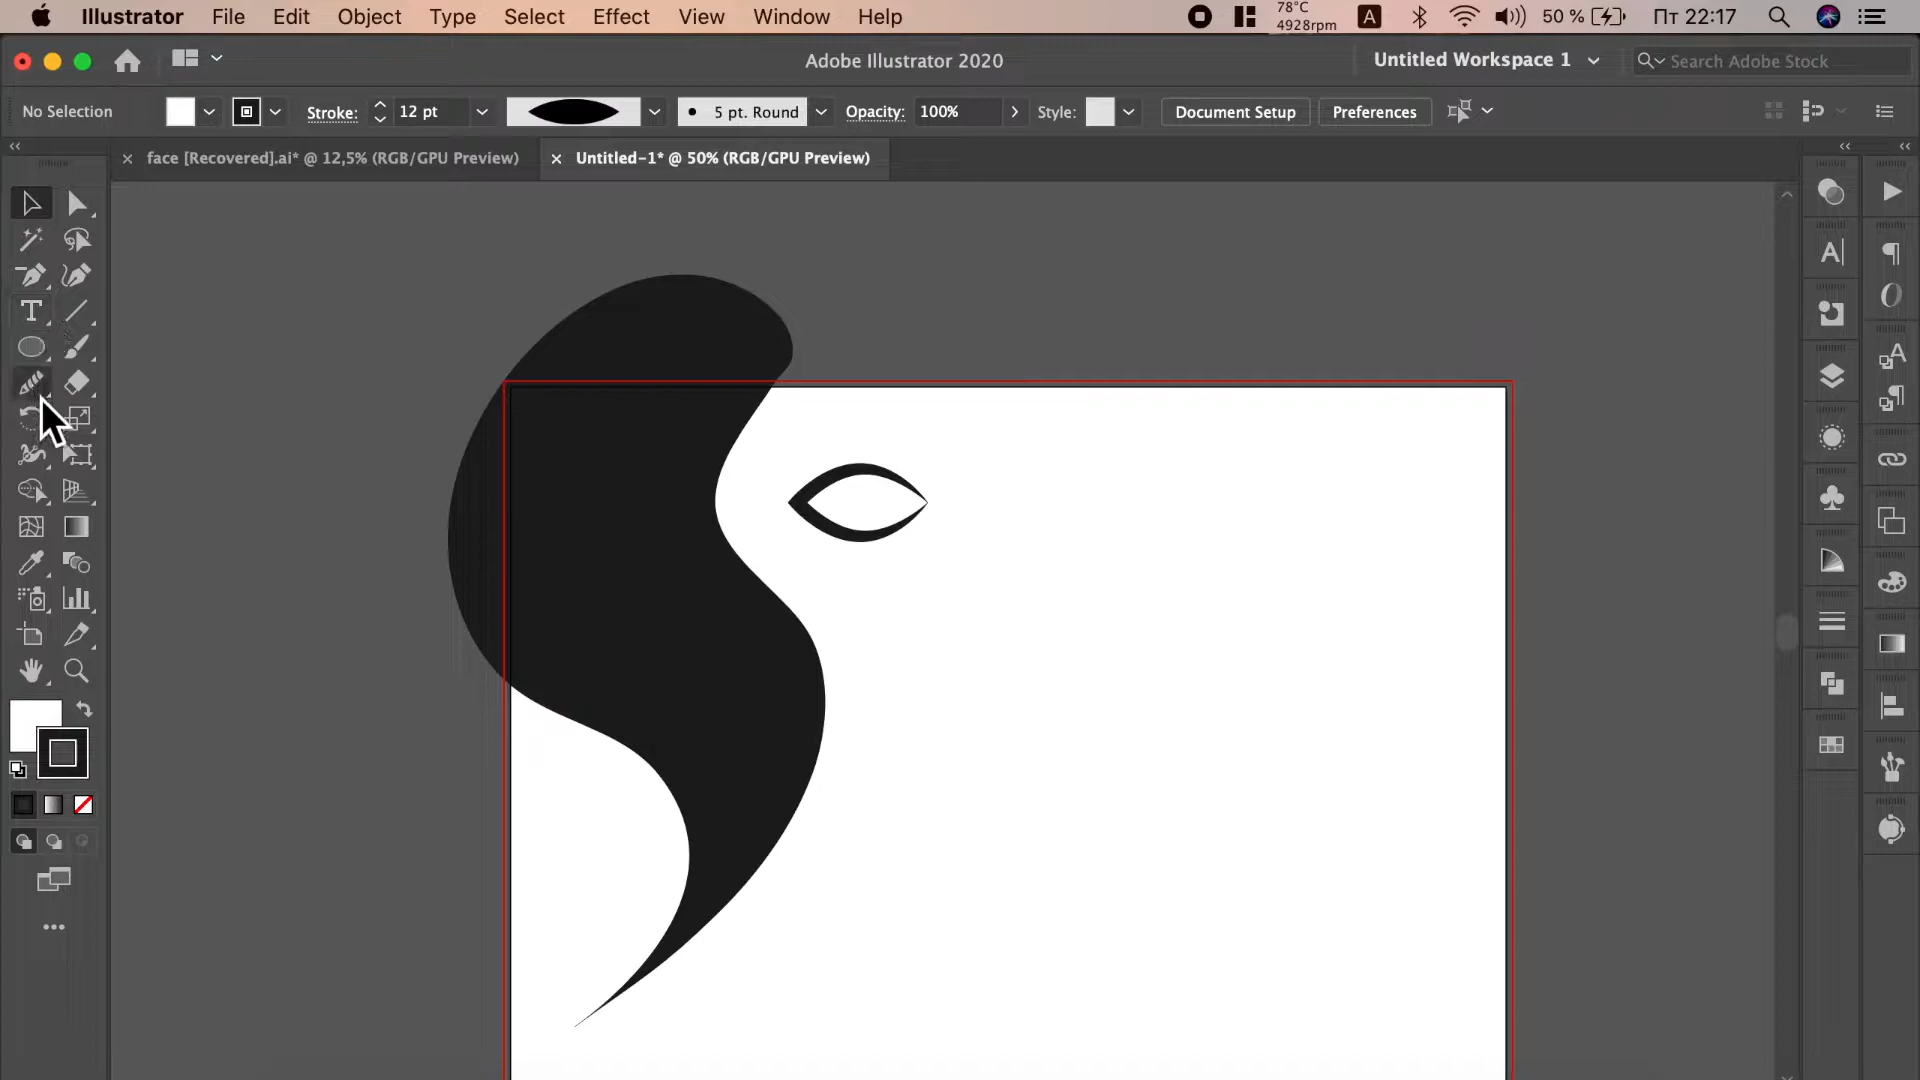 Illustrator File Edit Object Type Select Effect View Window Help 78°C 4928rpm A 50 % Пт 22:17
Adobe Illustrator 2020 Untitled Workspace 1 Search Adobe Stock
No Selection Stroke: 12 pt 5 pt. Round Opacity: 100% Style: Document Setup Preferences
face [Recovered].ai* @ 12,5% (RGB/GPU Preview) Untitled-1* @ 50% (RGB/GPU Preview)